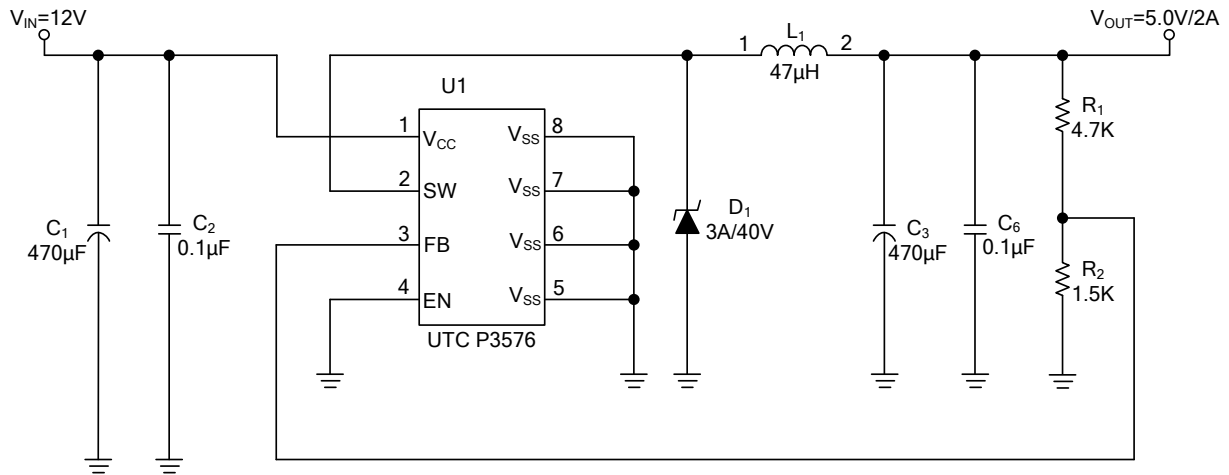 V_IN=12V
V_OUT=5.0V/2A
L₁
1
2
47μH
U1
1
V_CC
V_SS
8
2
SW
V_SS
7
3
FB
V_SS
6
4
EN
V_SS
5
UTC P3576
C₁
470μF
C₂
0.1μF
D₁
3A/40V
C₃
470μF
C₆
0.1μF
R₁
4.7K
R₂
1.5K